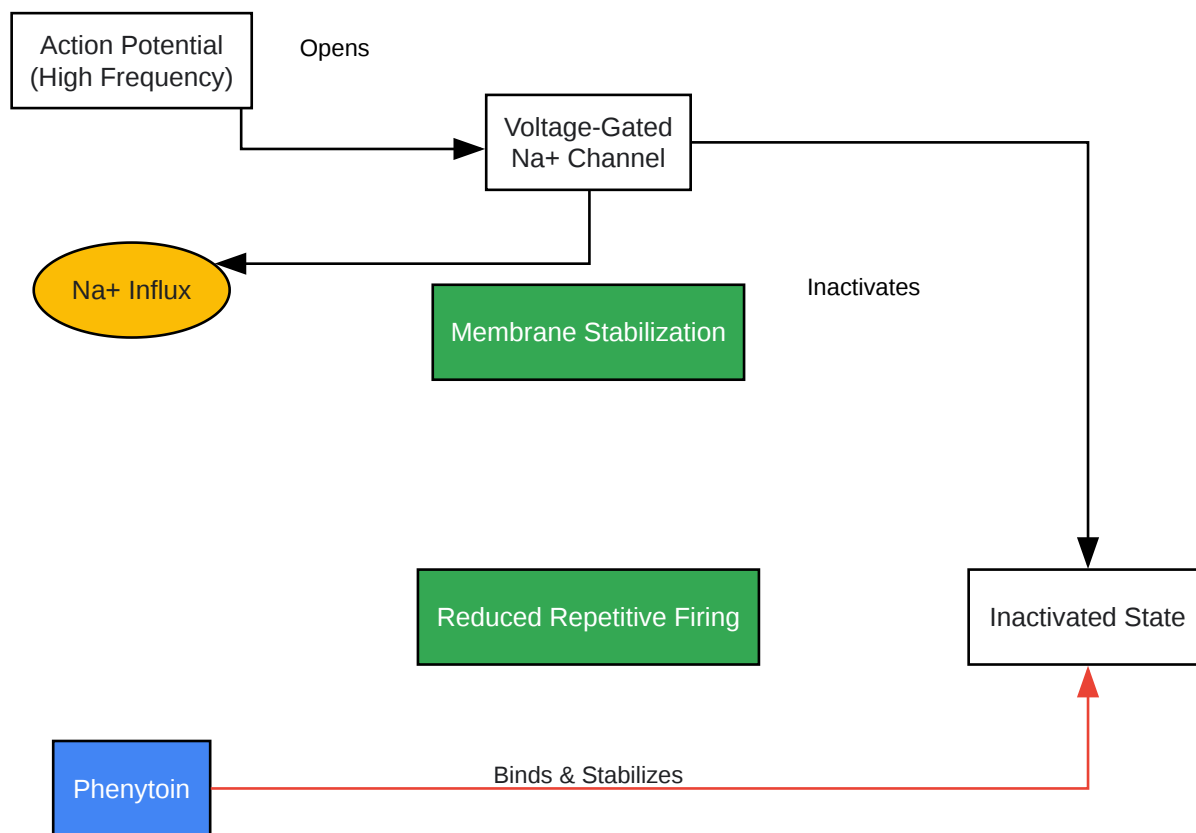 Action Potential
(High Frequency)
Opens
Voltage-Gated
Na+ Channel
Na+ Influx
Inactivates
Membrane Stabilization
Reduced Repetitive Firing
Inactivated State
Phenytoin
Binds & Stabilizes